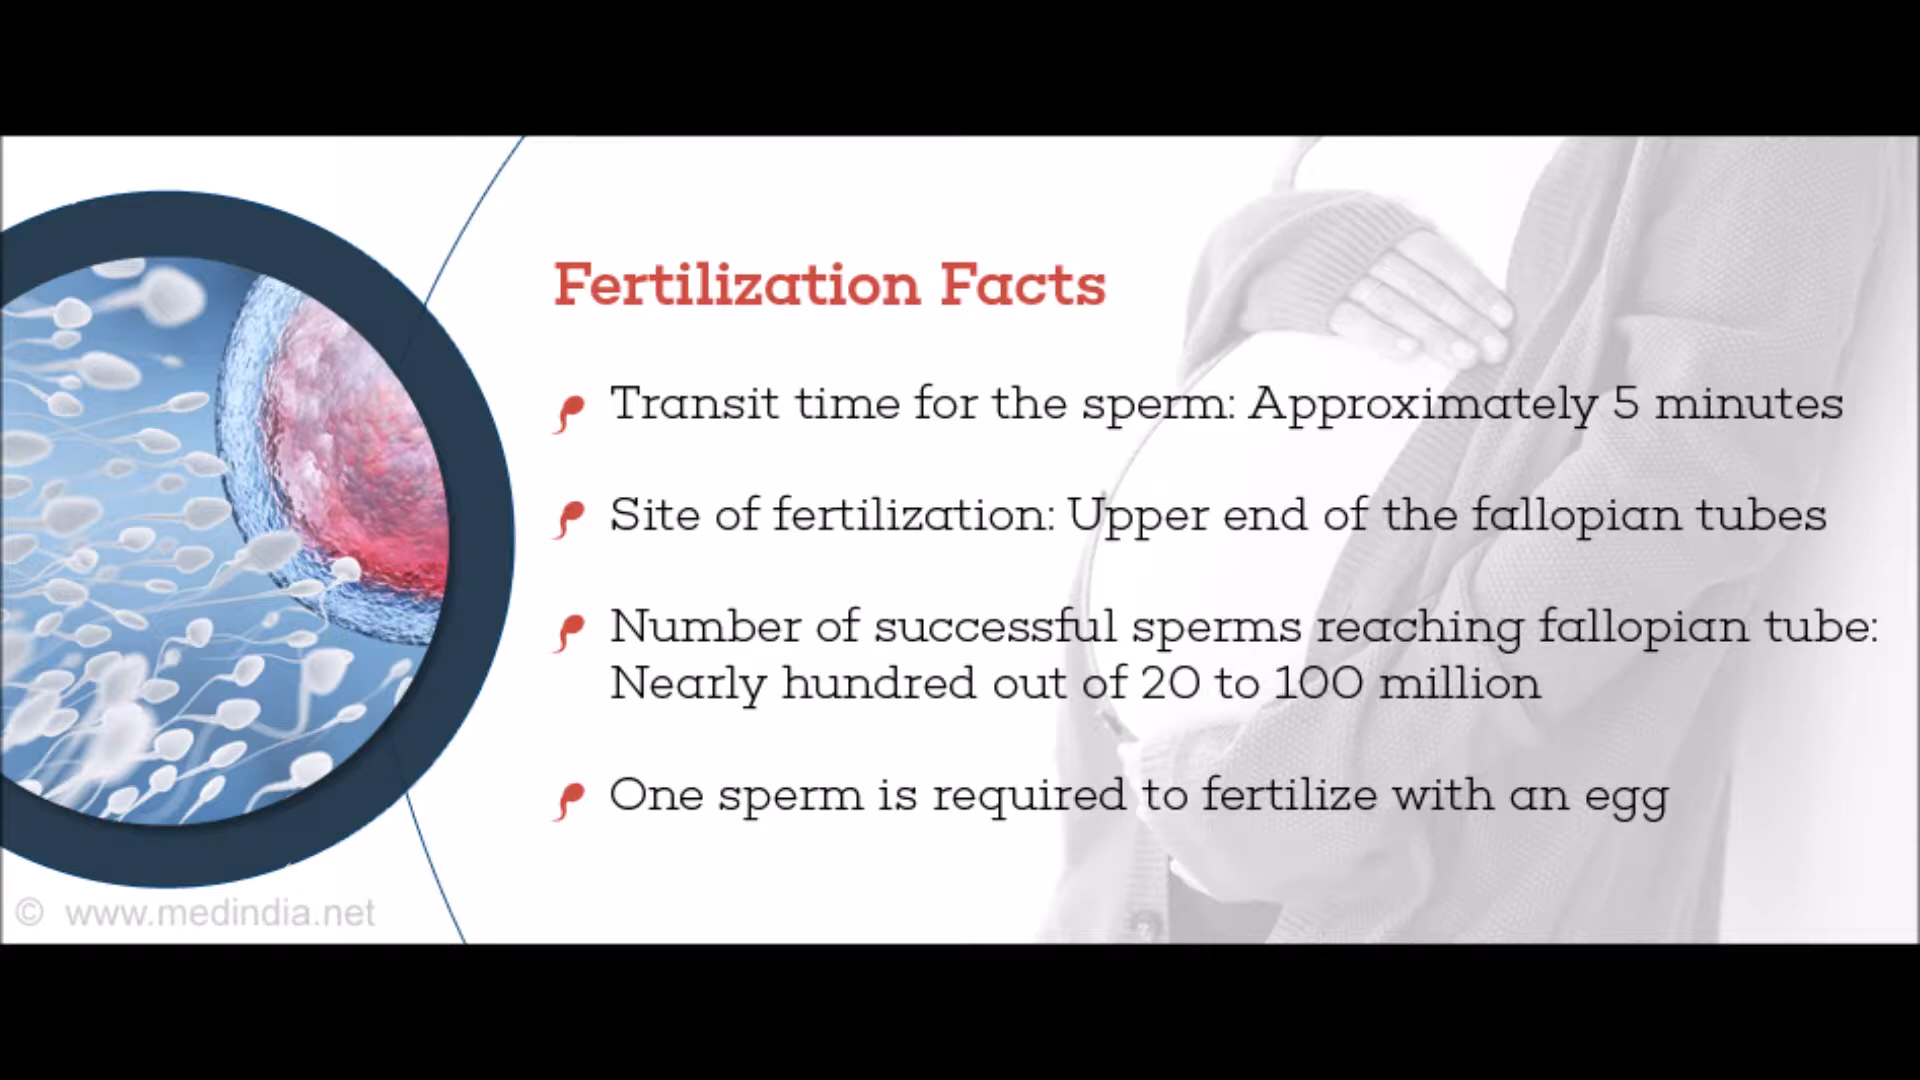 Fertilization Facts
Transit time for the sperm: Approximately 5 minutes
Site of fertilization: Upper end of the fallopian tubes
Number of successful sperms reaching fallopian tube:
Nearly hundred out of 20 to 100 million
One sperm is required to fertilize with an egg
© www.medindia.net